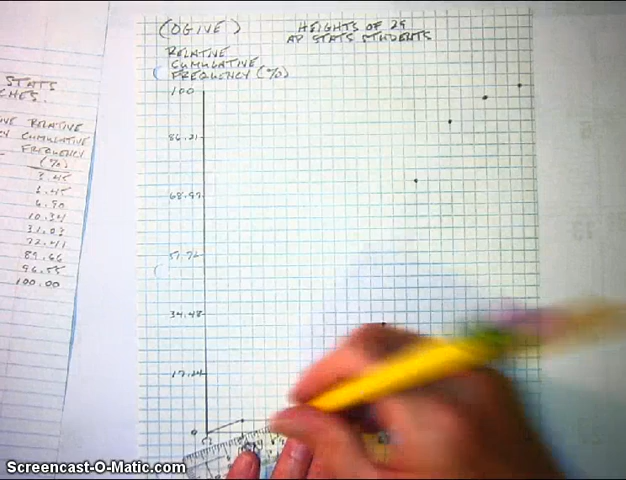 (OGIVE)
HEIGHTS OF 29
AP STATS STUDENTS
RELATIVE
CUMULATIVE
FREQUENCY (%)
100
86.21
68.97
51.72
34.48
17.24
0
STATS
RELATIVE
CUMULATIVE
FREQUENCY
(%)
3.45
6.90
10.34
31.03
72.41
89.66
96.55
100.00
Screencast-O-Matic.com